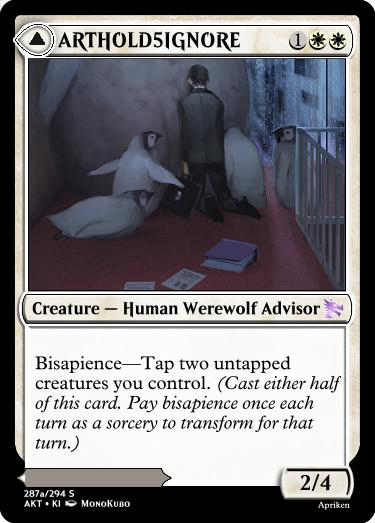 ARTHOLD5IGNORE 1
Creature — Human Werewolf Advisor
Bisapience—Tap two untapped
creatures you control. (Cast either half
of this card. Pay bisapience once each
turn as a sorcery to transform for that
turn.)
2/4
287a/294 S
AKT • KI MonoKubo
Apriken